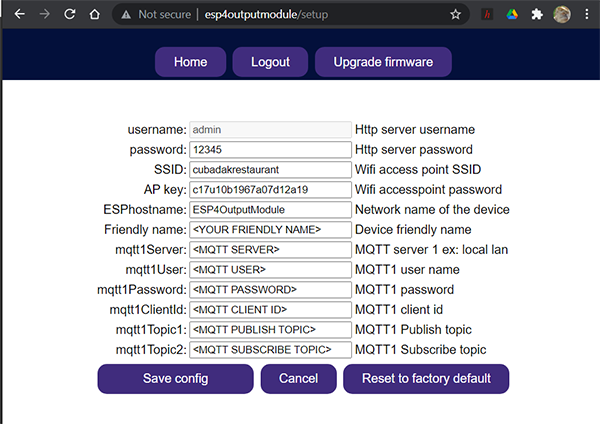 Not secure | esp4outputmodule/setup
Home Logout Upgrade firmware
username: admin Http server username
password: 12345 Http server password
SSID: cubadakrestaurant Wifi access point SSID
AP key: c17u10b1967a07d12a19 Wifi accesspoint password
ESPhostname: ESP4OutputModule Network name of the device
Friendly name: <YOUR FRIENDLY NAME> Device friendly name
mqtt1Server: <MQTT SERVER> MQTT server 1 ex: local lan
mqtt1User: <MQTT USER> MQTT1 user name
mqtt1Password: <MQTT PASSWORD> MQTT1 password
mqtt1ClientId: <MQTT CLIENT ID> MQTT1 client id
mqtt1Topic1: <MQTT PUBLISH TOPIC> MQTT1 Publish topic
mqtt1Topic2: <MQTT SUBSCRIBE TOPIC> MQTT1 Subscribe topic
Save config Cancel Reset to factory default